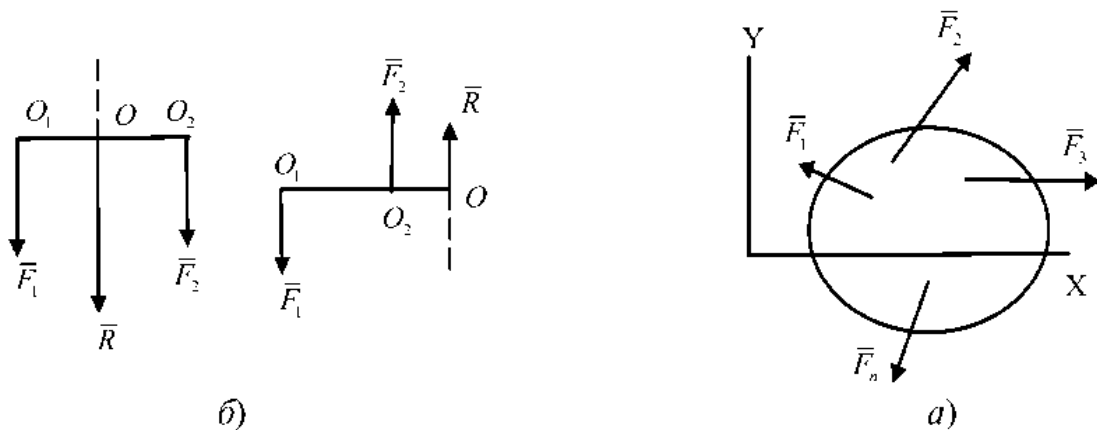 O₁ O O₂
F̅₁ F̅₂
R̅
F̅₂ R̅
O₁ O₂ O
F̅₁
б)
Y F̅₂
F̅₁ F̅₃
X
F̅ₙ
а)